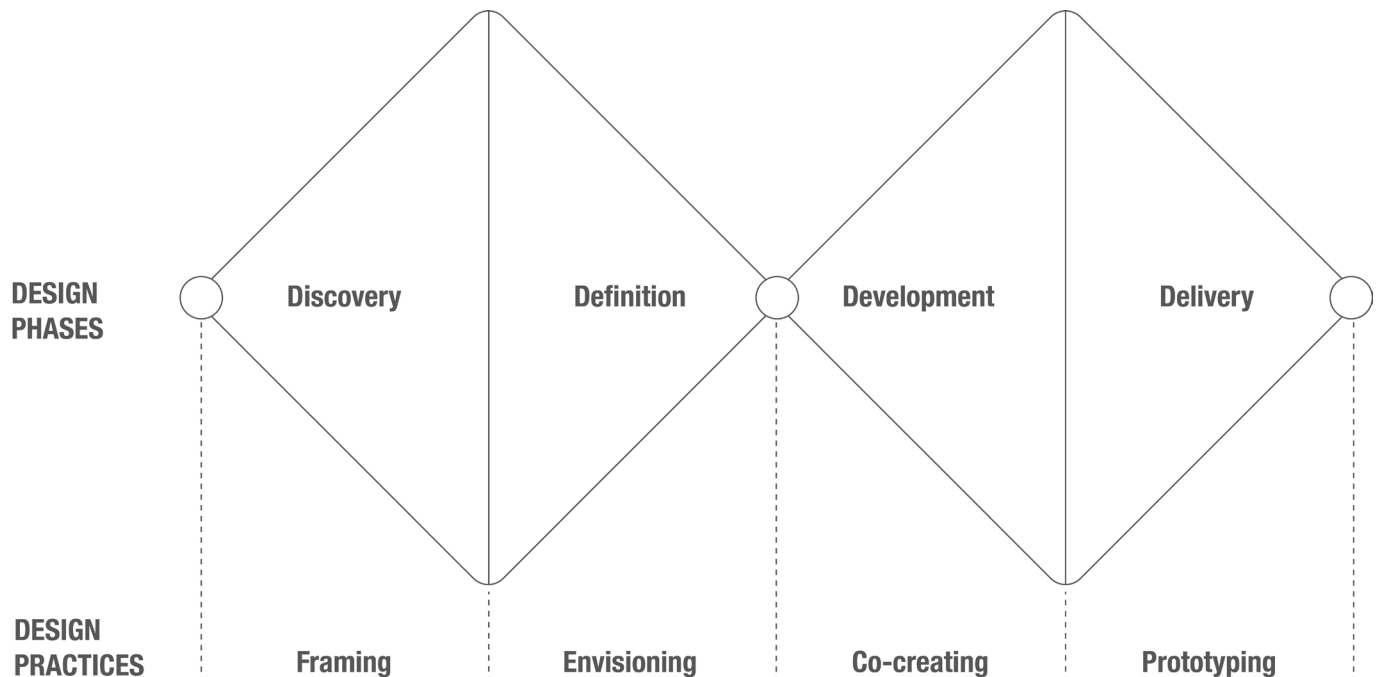 DESIGN
PHASES
Discovery
Definition
Development
Delivery
DESIGN
PRACTICES
Framing
Envisioning
Co-creating
Prototyping